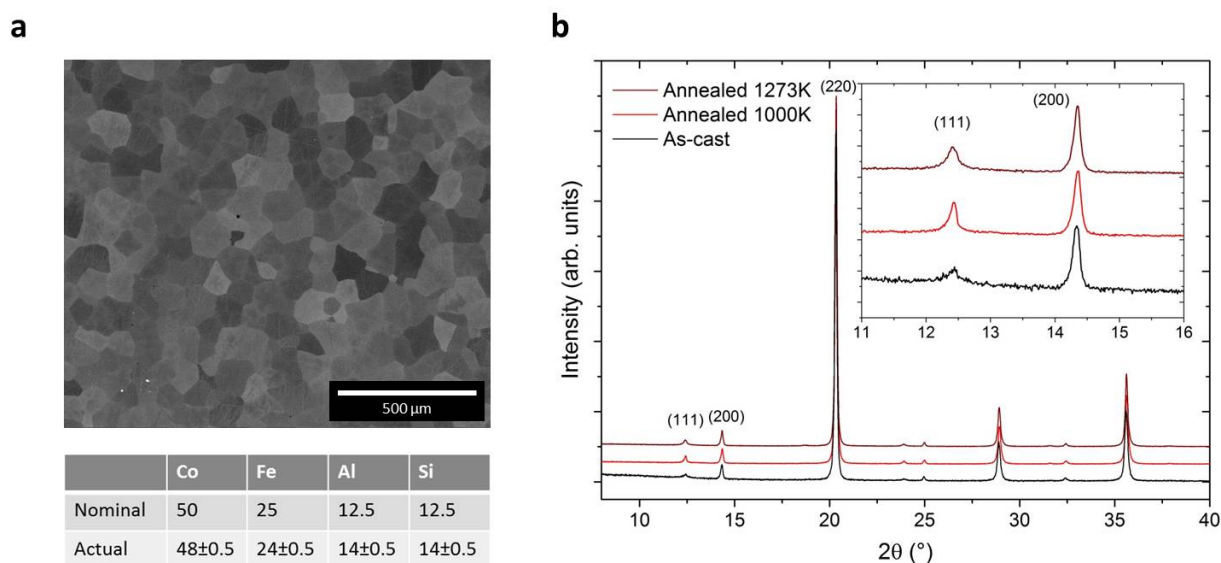 a
500 μm
Co Fe Al Si
Nominal 50 25 12.5 12.5
Actual 48±0.5 24±0.5 14±0.5 14±0.5
b
Annealed 1273K
Annealed 1000K
As-cast
(220)
(111)
(200)
11 12 13 14 15 16
(111) (200)
Intensity (arb. units)
10 15 20 25 30 35 40
2θ (°)